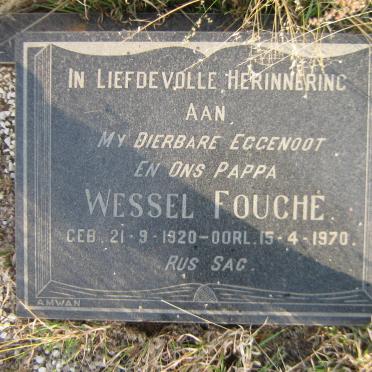 IN LIEFDEVOLLE HERINNERING
AAN
MY DIERBARE EGGENOOT
EN ONS PAPPA
WESSEL FOUCHÉ.
GEB. 21-9-1920-OORL. 15-4-1970.
RUS SAG.
AMWAN